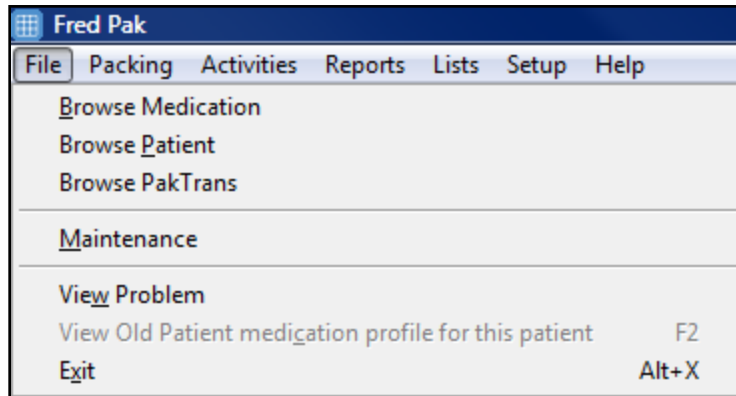 Fred Pak
File Packing Activities Reports Lists Setup Help
Browse Medication
Browse Patient
Browse PakTrans
Maintenance
View Problem
View Old Patient medication profile for this patient F2
Exit Alt+X